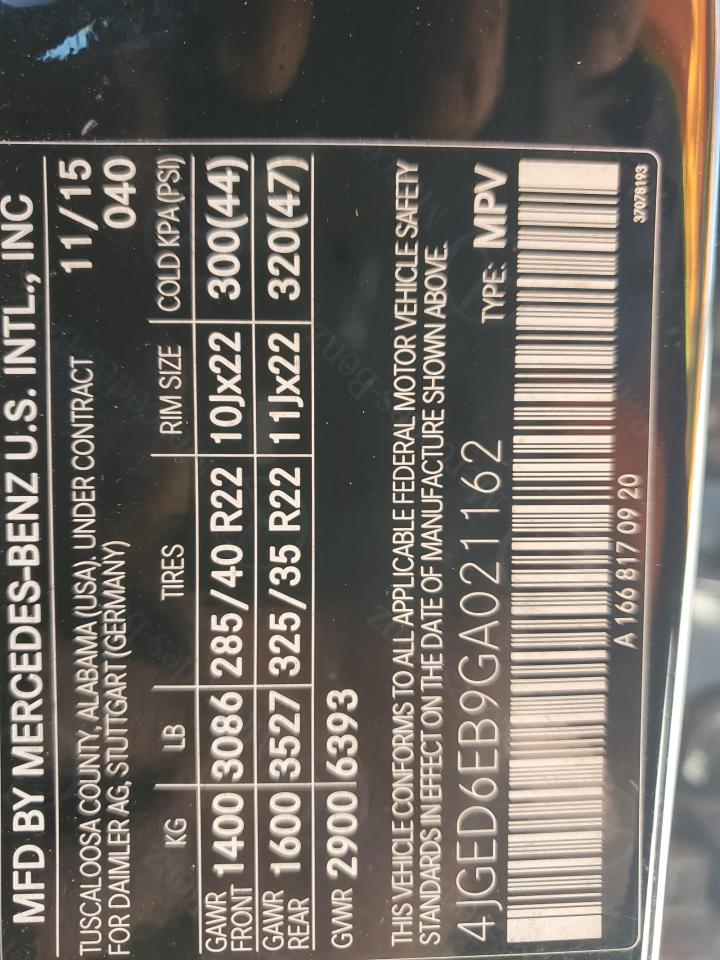 MFD BY MERCEDES-BENZ U.S. INTL., INC
TUSCALOOSA COUNTY, ALABAMA (USA), UNDER CONTRACT 11/15
FOR DAIMLER AG, STUTTGART (GERMANY) 040
KG LB TIRES RIM SIZE COLD KPA (PSI)
GAWR FRONT 1400 3086 285/40 R22 10Jx22 300(44)
GAWR REAR 1600 3527 325/35 R22 11Jx22 320(47)
GVWR 2900 6393
THIS VEHICLE CONFORMS TO ALL APPLICABLE FEDERAL MOTOR VEHICLE SAFETY
STANDARDS IN EFFECT ON THE DATE OF MANUFACTURE SHOWN ABOVE.
4JGED6EB9GA021162 TYPE: MPV
A 166 817 09 20 37078193